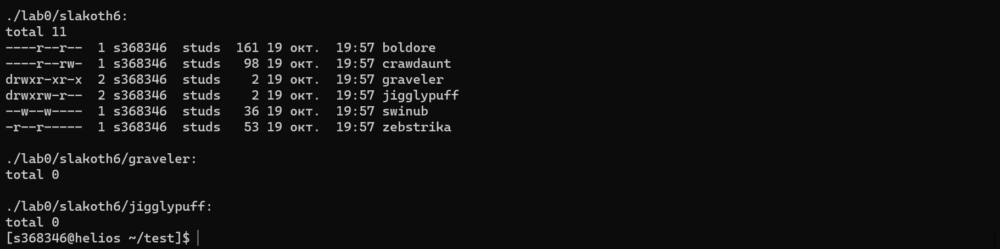 ./lab0/slakoth6:
total 11
----r--r--  1 s368346  studs  161 19 окт.  19:57 boldore
----r--rw-  1 s368346  studs   98 19 окт.  19:57 crawdaunt
drwxr-xr-x  2 s368346  studs    2 19 окт.  19:57 graveler
drwxrw-r--  2 s368346  studs    2 19 окт.  19:57 jigglypuff
--w--w----  1 s368346  studs   36 19 окт.  19:57 swinub
-r--r-----  1 s368346  studs   53 19 окт.  19:57 zebstrika
./lab0/slakoth6/graveler:
total 0
./lab0/slakoth6/jigglypuff:
total 0
[s368346@helios ~/test]$